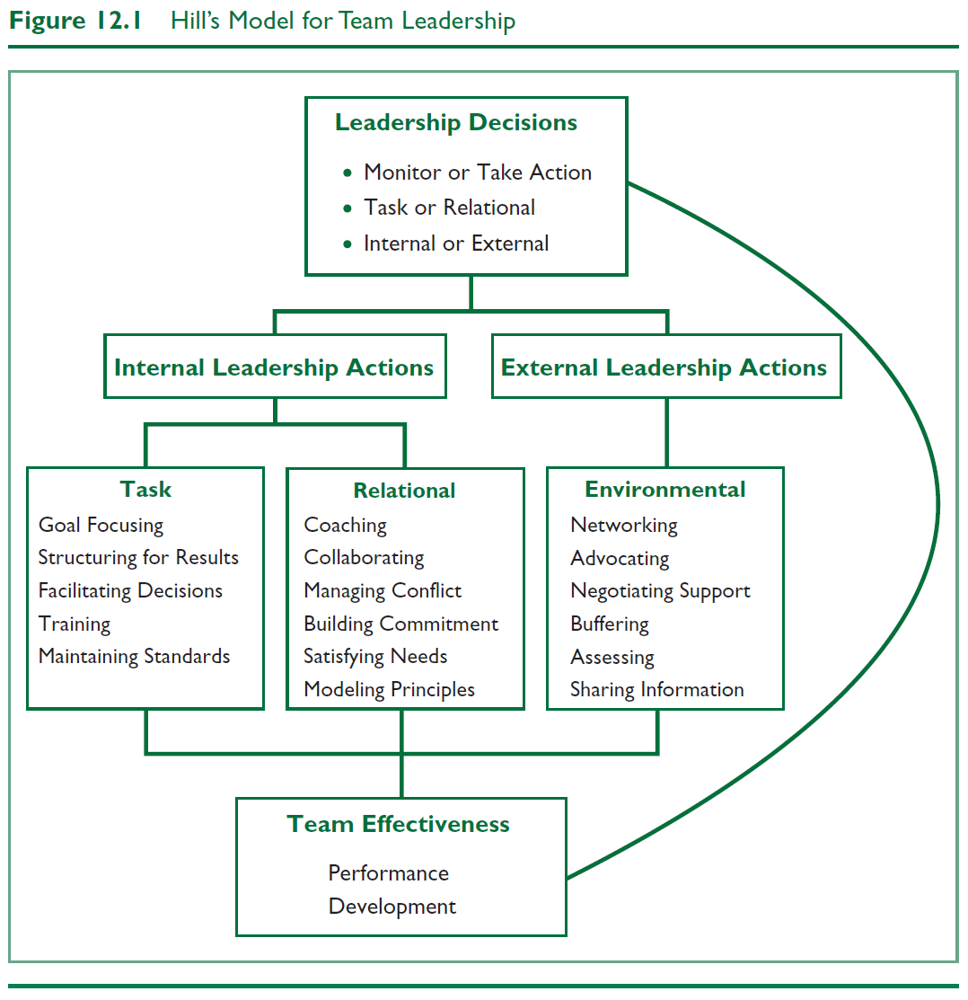 Figure 12.1 Hill's Model for Team Leadership
Leadership Decisions
• Monitor or Take Action
• Task or Relational
• Internal or External
Internal Leadership Actions
External Leadership Actions
Task
Goal Focusing
Structuring for Results
Facilitating Decisions
Training
Maintaining Standards
Relational
Coaching
Collaborating
Managing Conflict
Building Commitment
Satisfying Needs
Modeling Principles
Environmental
Networking
Advocating
Negotiating Support
Buffering
Assessing
Sharing Information
Team Effectiveness
Performance
Development